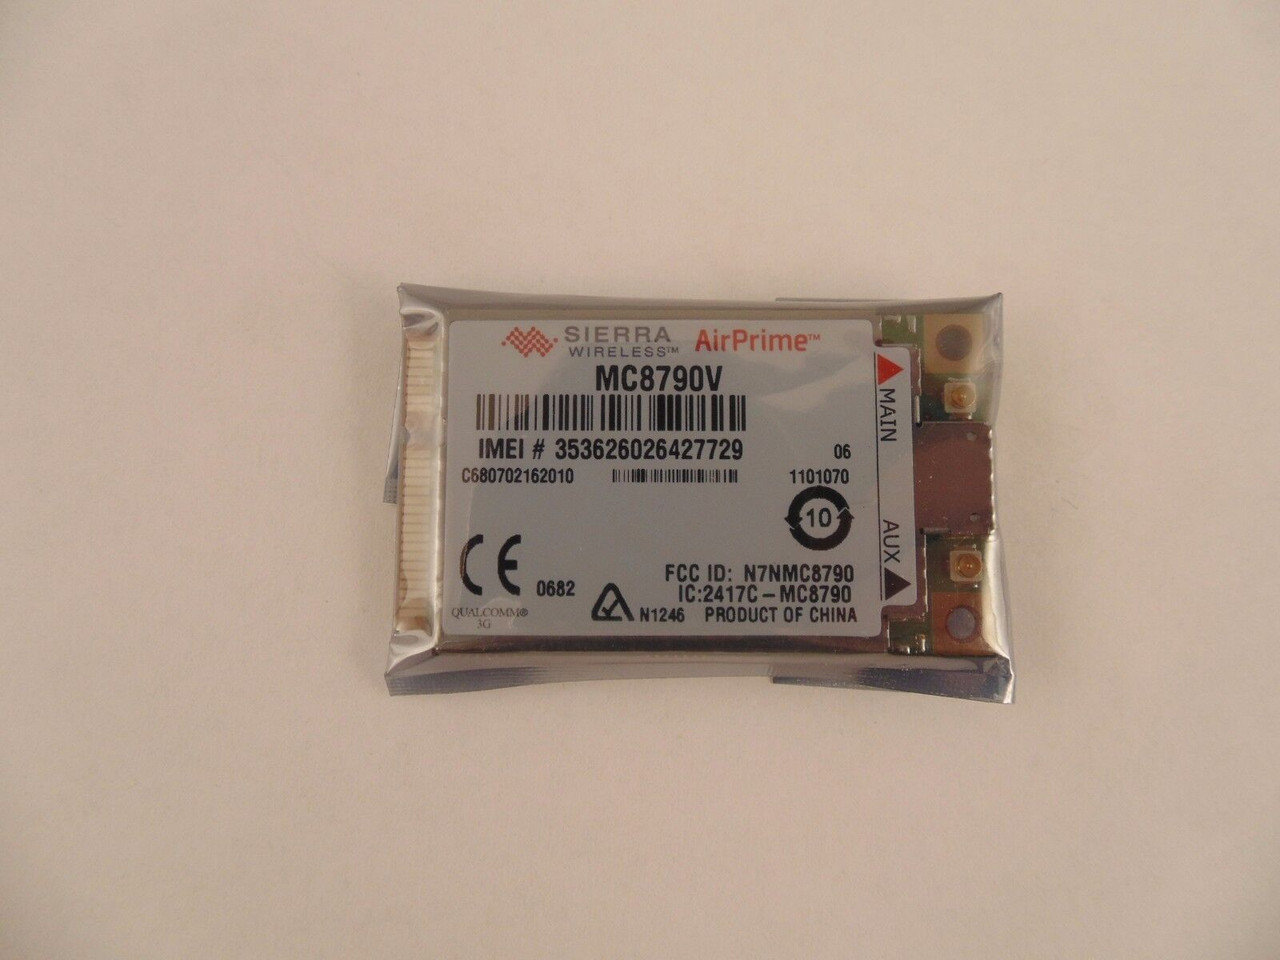 SIERRA
WIRELESS™
AirPrime™
MC8790V
IMEI # 353626026427729
06
C680702162010
1101070
10
MAIN
AUX
CE 0682
FCC ID: N7NMC8790
IC:2417C-MC8790
QUALCOMM®
3G
N1246 PRODUCT OF CHINA